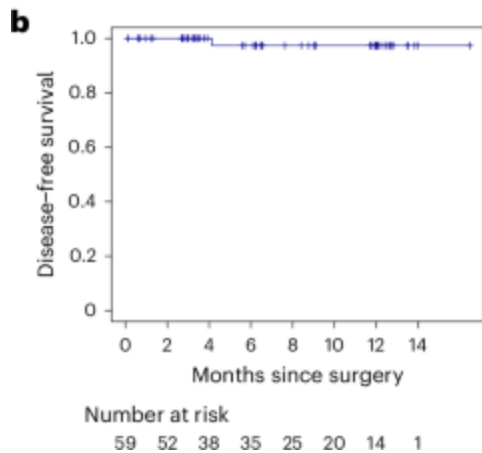 b
Disease–free survival
1.0
0.8
0.6
0.4
0.2
0
0 2 4 6 8 10 12 14
Months since surgery
Number at risk
59 52 38 35 25 20 14 1